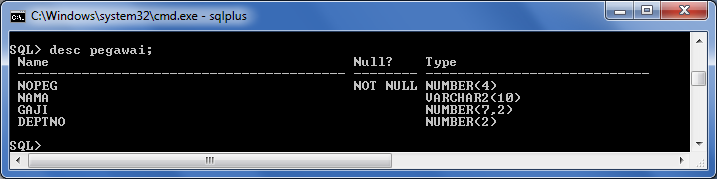 C:\Windows\system32\cmd.exe - sqlplus
SQL> desc pegawai;
Name Null? Type
----------------------------------------- -------- ----------------------------
NOPEG NOT NULL NUMBER(4)
NAMA VARCHAR2(10)
GAJI NUMBER(7,2)
DEPTNO NUMBER(2)
SQL>